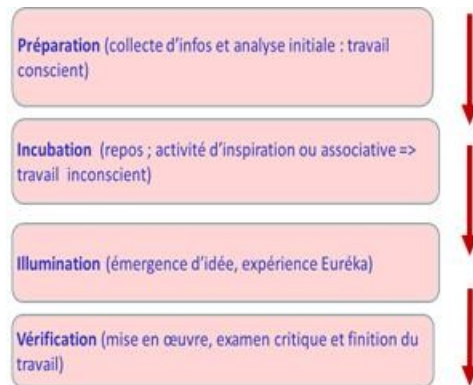 Préparation (collecte d'infos et analyse initiale : travail
conscient)
Incubation (repos ; activité d'inspiration ou associative =>
travail inconscient)
Illumination (émergence d'idée, expérience Euréka)
Vérification (mise en œuvre, examen critique et finition du
travail)